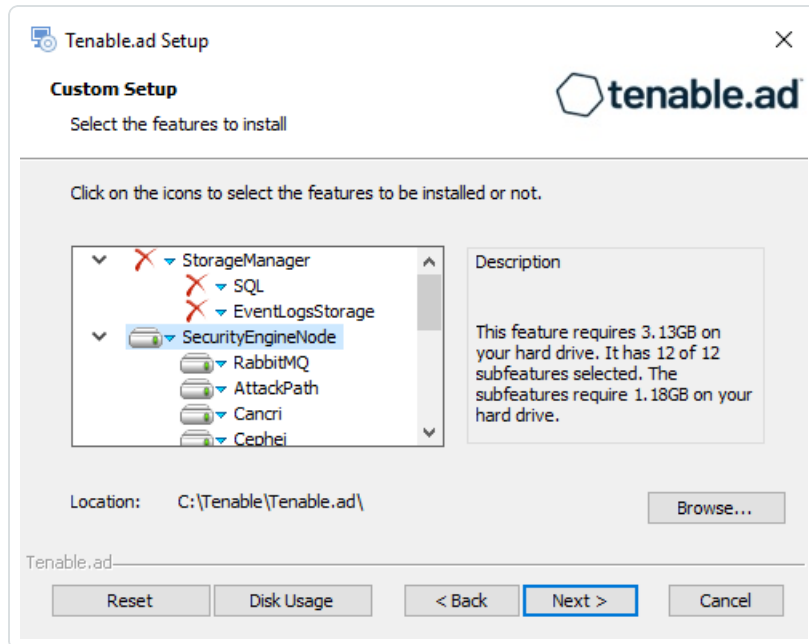 Tenable.ad Setup
Custom Setup
tenable.ad
Select the features to install
Click on the icons to select the features to be installed or not.
StorageManager
SQL
EventLogsStorage
SecurityEngineNode
RabbitMQ
AttackPath
Cancri
Cephei
Description
This feature requires 3.13GB on
your hard drive. It has 12 of 12
subfeatures selected. The
subfeatures require 1.18GB on your
hard drive.
Location: C:\Tenable\Tenable.ad\
Browse...
Tenable.ad
Reset
Disk Usage
< Back
Next >
Cancel